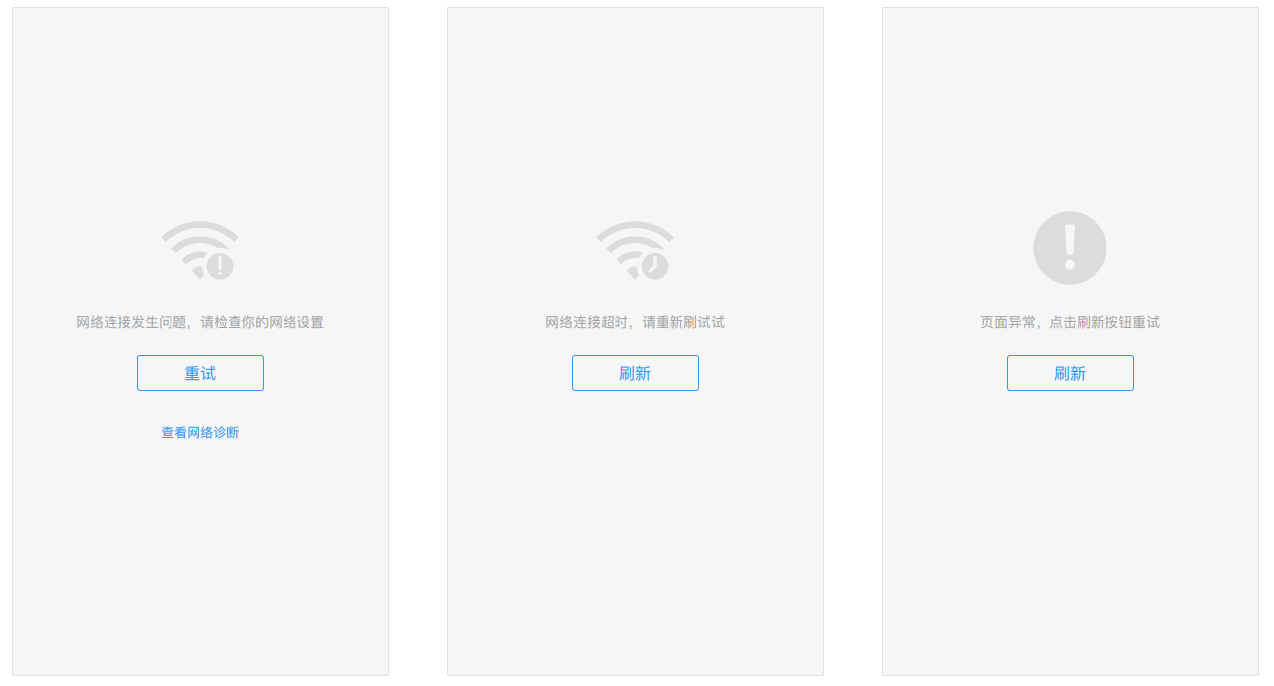 网络连接发生问题，请检查你的网络设置
重试
查看网络诊断
网络连接超时，请重新刷试试
刷新
页面异常，点击刷新按钮重试
刷新